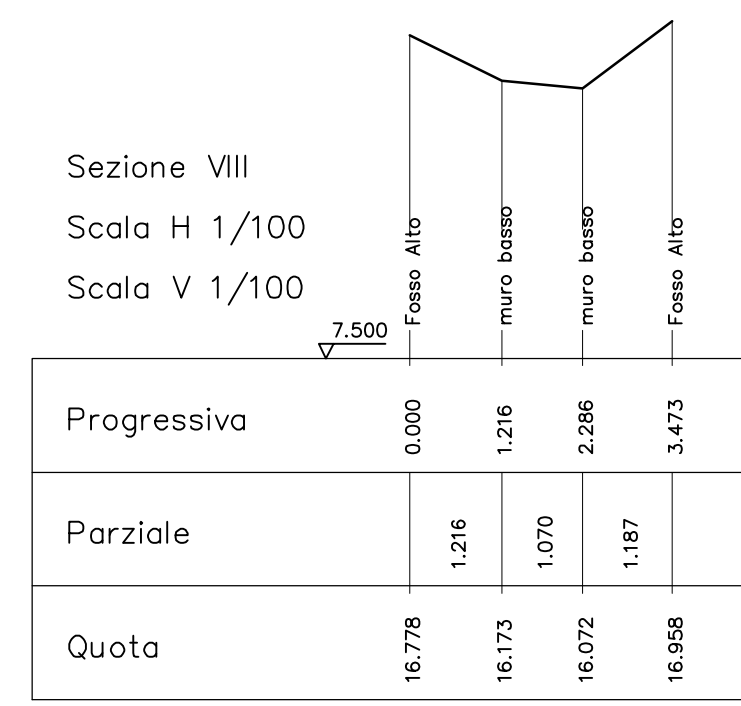 Sezione VIII
Scala H 1/100
Scala V 1/100
7.500
Fosso Alto
muro basso
muro basso
Fosso Alto
Progressiva
0.000
1.216
2.286
3.473
Parziale
1.216
1.070
1.187
Quota
16.778
16.173
16.072
16.958